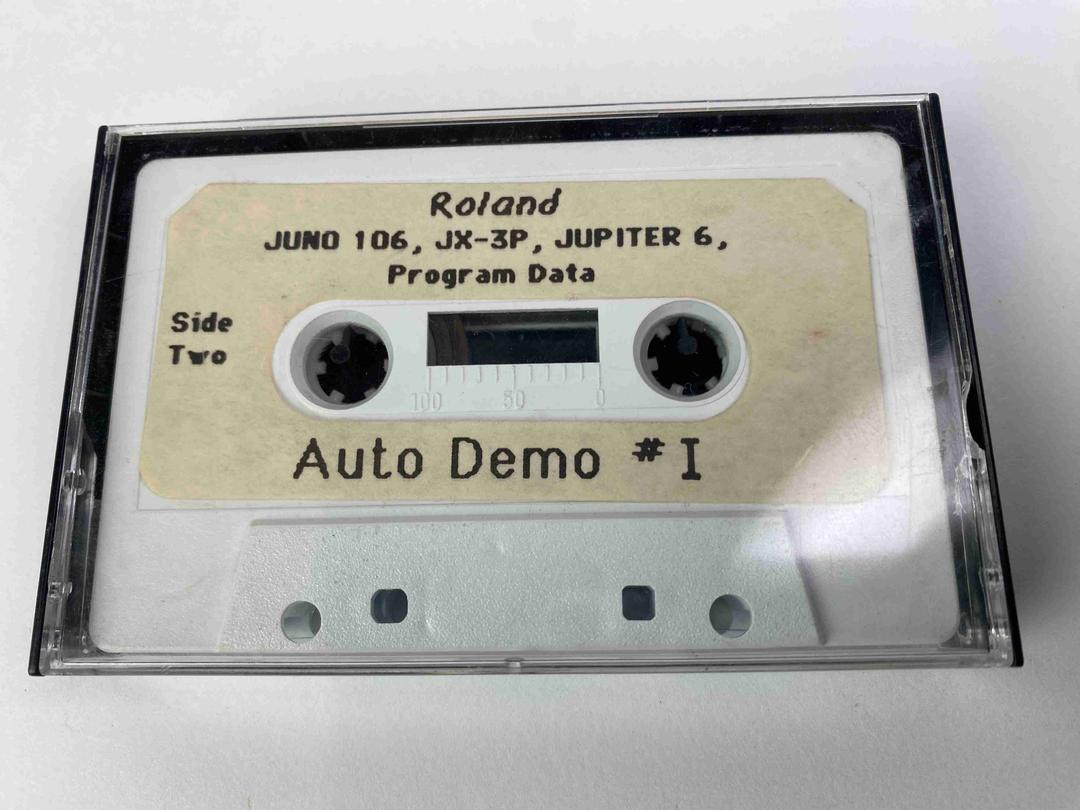 Roland
JUNO 106, JX-3P, JUPITER 6,
Program Data
Side
Two
100 50 0
Auto Demo # I